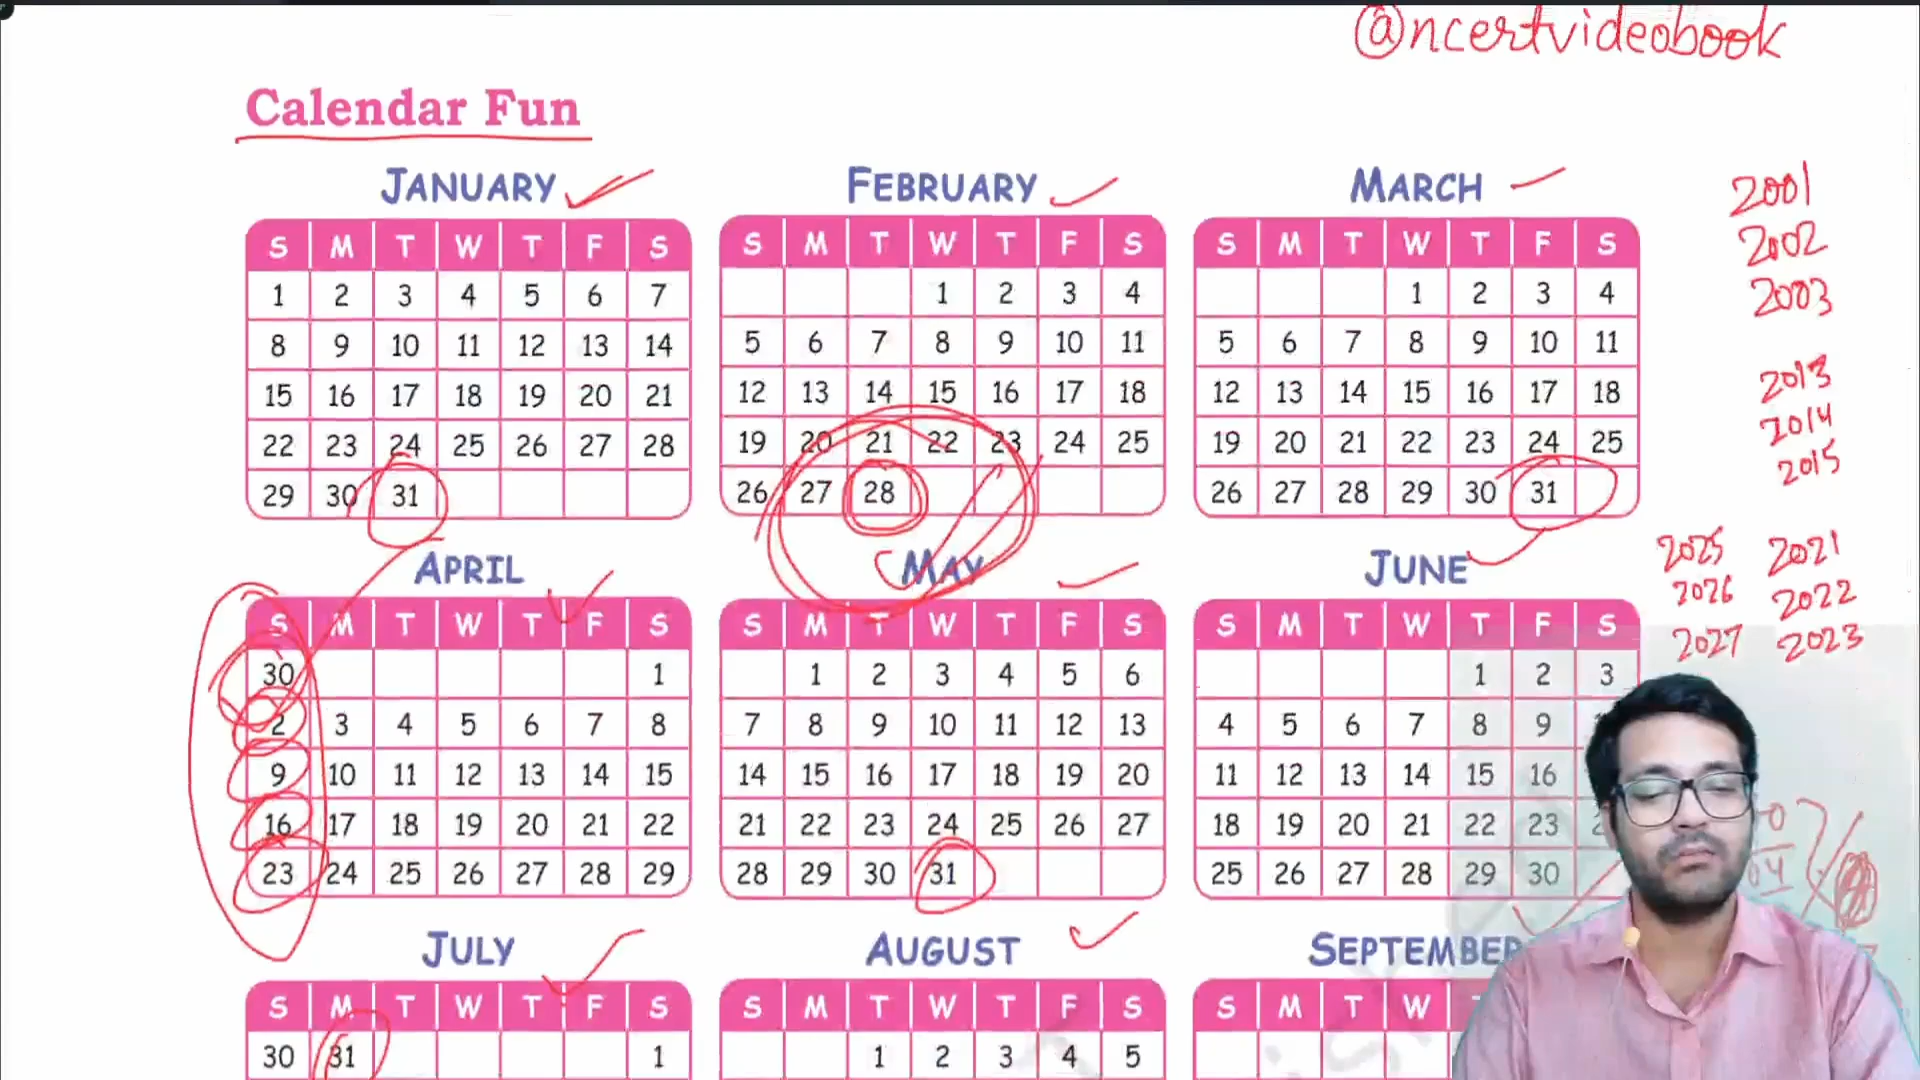 @ncertvideobook
Calendar Fun
JANUARY
S M T W T F S
1 2 3 4 5 6 7
8 9 10 11 12 13 14
15 16 17 18 19 20 21
22 23 24 25 26 27 28
29 30 31
FEBRUARY
S M T W T F S
1 2 3 4
5 6 7 8 9 10 11
12 13 14 15 16 17 18
19 20 21 22 23 24 25
26 27 28
MARCH
S M T W T F S
1 2 3 4
5 6 7 8 9 10 11
12 13 14 15 16 17 18
19 20 21 22 23 24 25
26 27 28 29 30 31
2001
2002
2003
2013
2014
2015
2025 2021
2026 2022
2027 2023
APRIL
S M T W T F S
30 1
2 3 4 5 6 7 8
9 10 11 12 13 14 15
16 17 18 19 20 21 22
23 24 25 26 27 28 29
MAY
S M T W T F S
1 2 3 4 5 6
7 8 9 10 11 12 13
14 15 16 17 18 19 20
21 22 23 24 25 26 27
28 29 30 31
JUNE
S M T W T F S
1 2 3
4 5 6 7 8 9
11 12 13 14 15 16
18 19 20 21 22 23
25 26 27 28 29 30
JULY
S M T W T F S
30 31 1
AUGUST
S M T W T F S
1 2 3 4 5
SEPTEMBER
S M T W